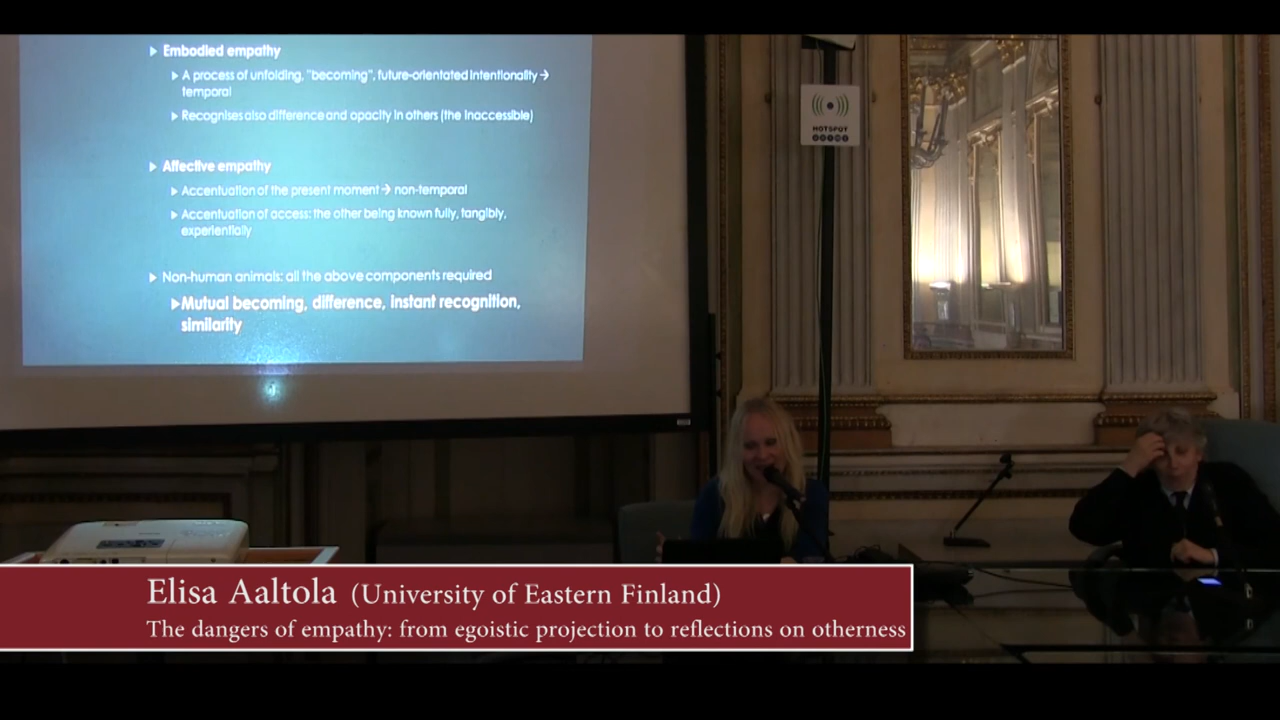 Embodied empathy
A process of unfolding, "becoming", future-orientated intentionality →
temporal
Recognises also difference and opacity in others (the inaccessible)
Affective empathy
Accentuation of the present moment → non-temporal
Accentuation of access: the other being known fully, tangibly,
experientially
Non-human animals: all the above components required
Mutual becoming, difference, instant recognition,
similarity
HOTSPOT
Elisa Aaltola (University of Eastern Finland)
The dangers of empathy: from egoistic projection to reflections on otherness